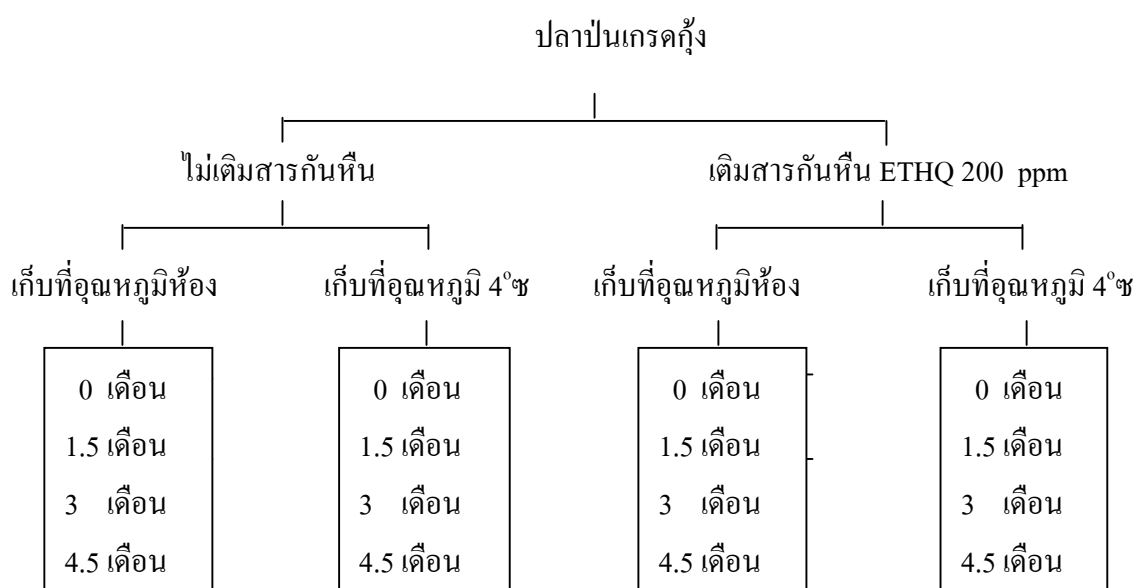 ปลาป่นเกรดกุ้ง
ไม่เติมสารกันหืน เติมสารกันหืน ETHQ 200 ppm
เก็บที่อุณหภูมิห้อง เก็บที่อุณหภูมิ 4°ซ เก็บที่อุณหภูมิห้อง เก็บที่อุณหภูมิ 4°ซ
0 เดือน 0 เดือน 0 เดือน 0 เดือน
1.5 เดือน 1.5 เดือน 1.5 เดือน 1.5 เดือน
3 เดือน 3 เดือน 3 เดือน 3 เดือน
4.5 เดือน 4.5 เดือน 4.5 เดือน 4.5 เดือน